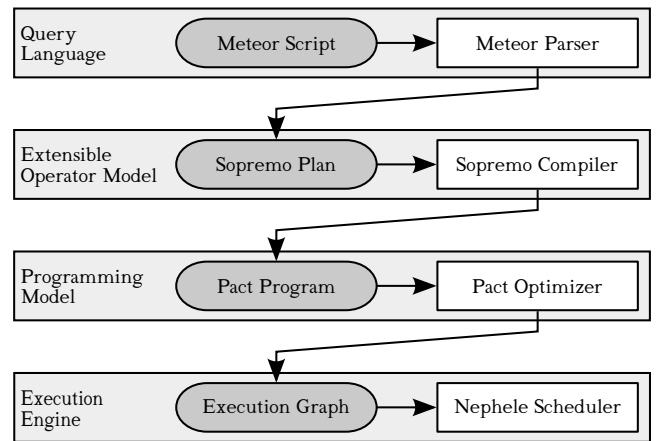 Query
Language
Meteor Script
Meteor Parser
Extensible
Operator Model
Sopremo Plan
Sopremo Compiler
Programming
Model
Pact Program
Pact Optimizer
Execution
Engine
Execution Graph
Nephele Scheduler